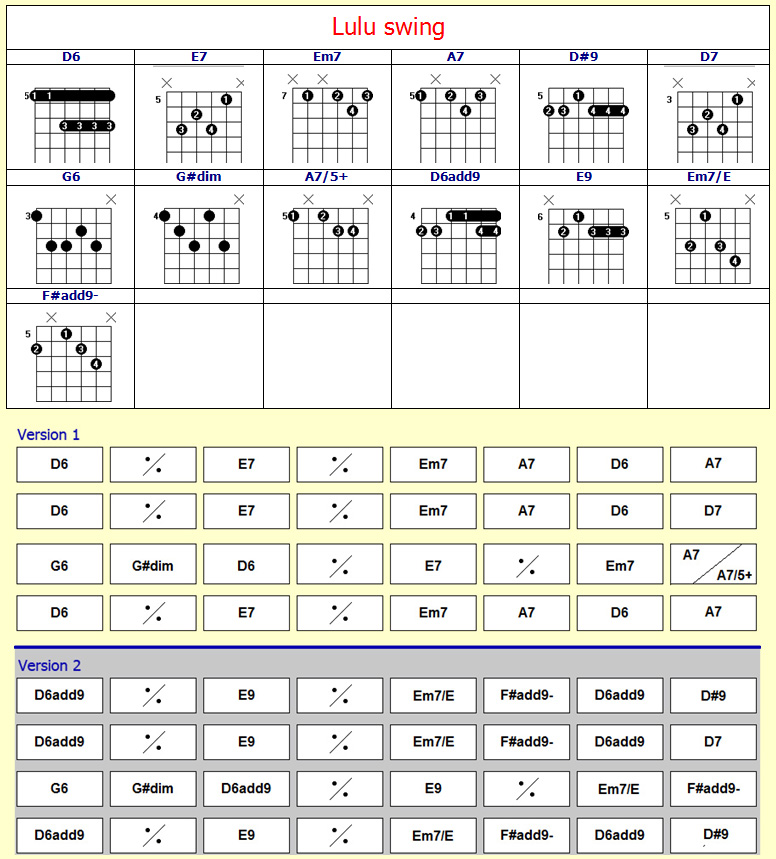 Lulu swing
D6 E7 Em7 A7 D#9 D7
5 1 1
3 3 3 3
X X
5 1
2
3 4
X X
7 1 2 3
4
X X
5 1 2 3
4
5 1
2 3 4 4 4
X X
3 1
2
3 4
G6 G#dim A7/5+ D6add9 E9 Em7/E
X
3
X
4
X X
5 1 2
3 4
4 1 1
2 3 4 4
X
6 1
2 3 3 3
X X
5 1
2 3
4
F#add9-
X X
5 1
2 3
4
Version 1
D6 ٪ E7 ٪ Em7 A7 D6 A7
D6 ٪ E7 ٪ Em7 A7 D6 D7
G6 G#dim D6 ٪ E7 ٪ Em7 A7 / A7/5+
D6 ٪ E7 ٪ Em7 A7 D6 A7
Version 2
D6add9 ٪ E9 ٪ Em7/E F#add9- D6add9 D#9
D6add9 ٪ E9 ٪ Em7/E F#add9- D6add9 D7
G6 G#dim D6add9 ٪ E9 ٪ Em7/E F#add9-
D6add9 ٪ E9 ٪ Em7/E F#add9- D6add9 D#9